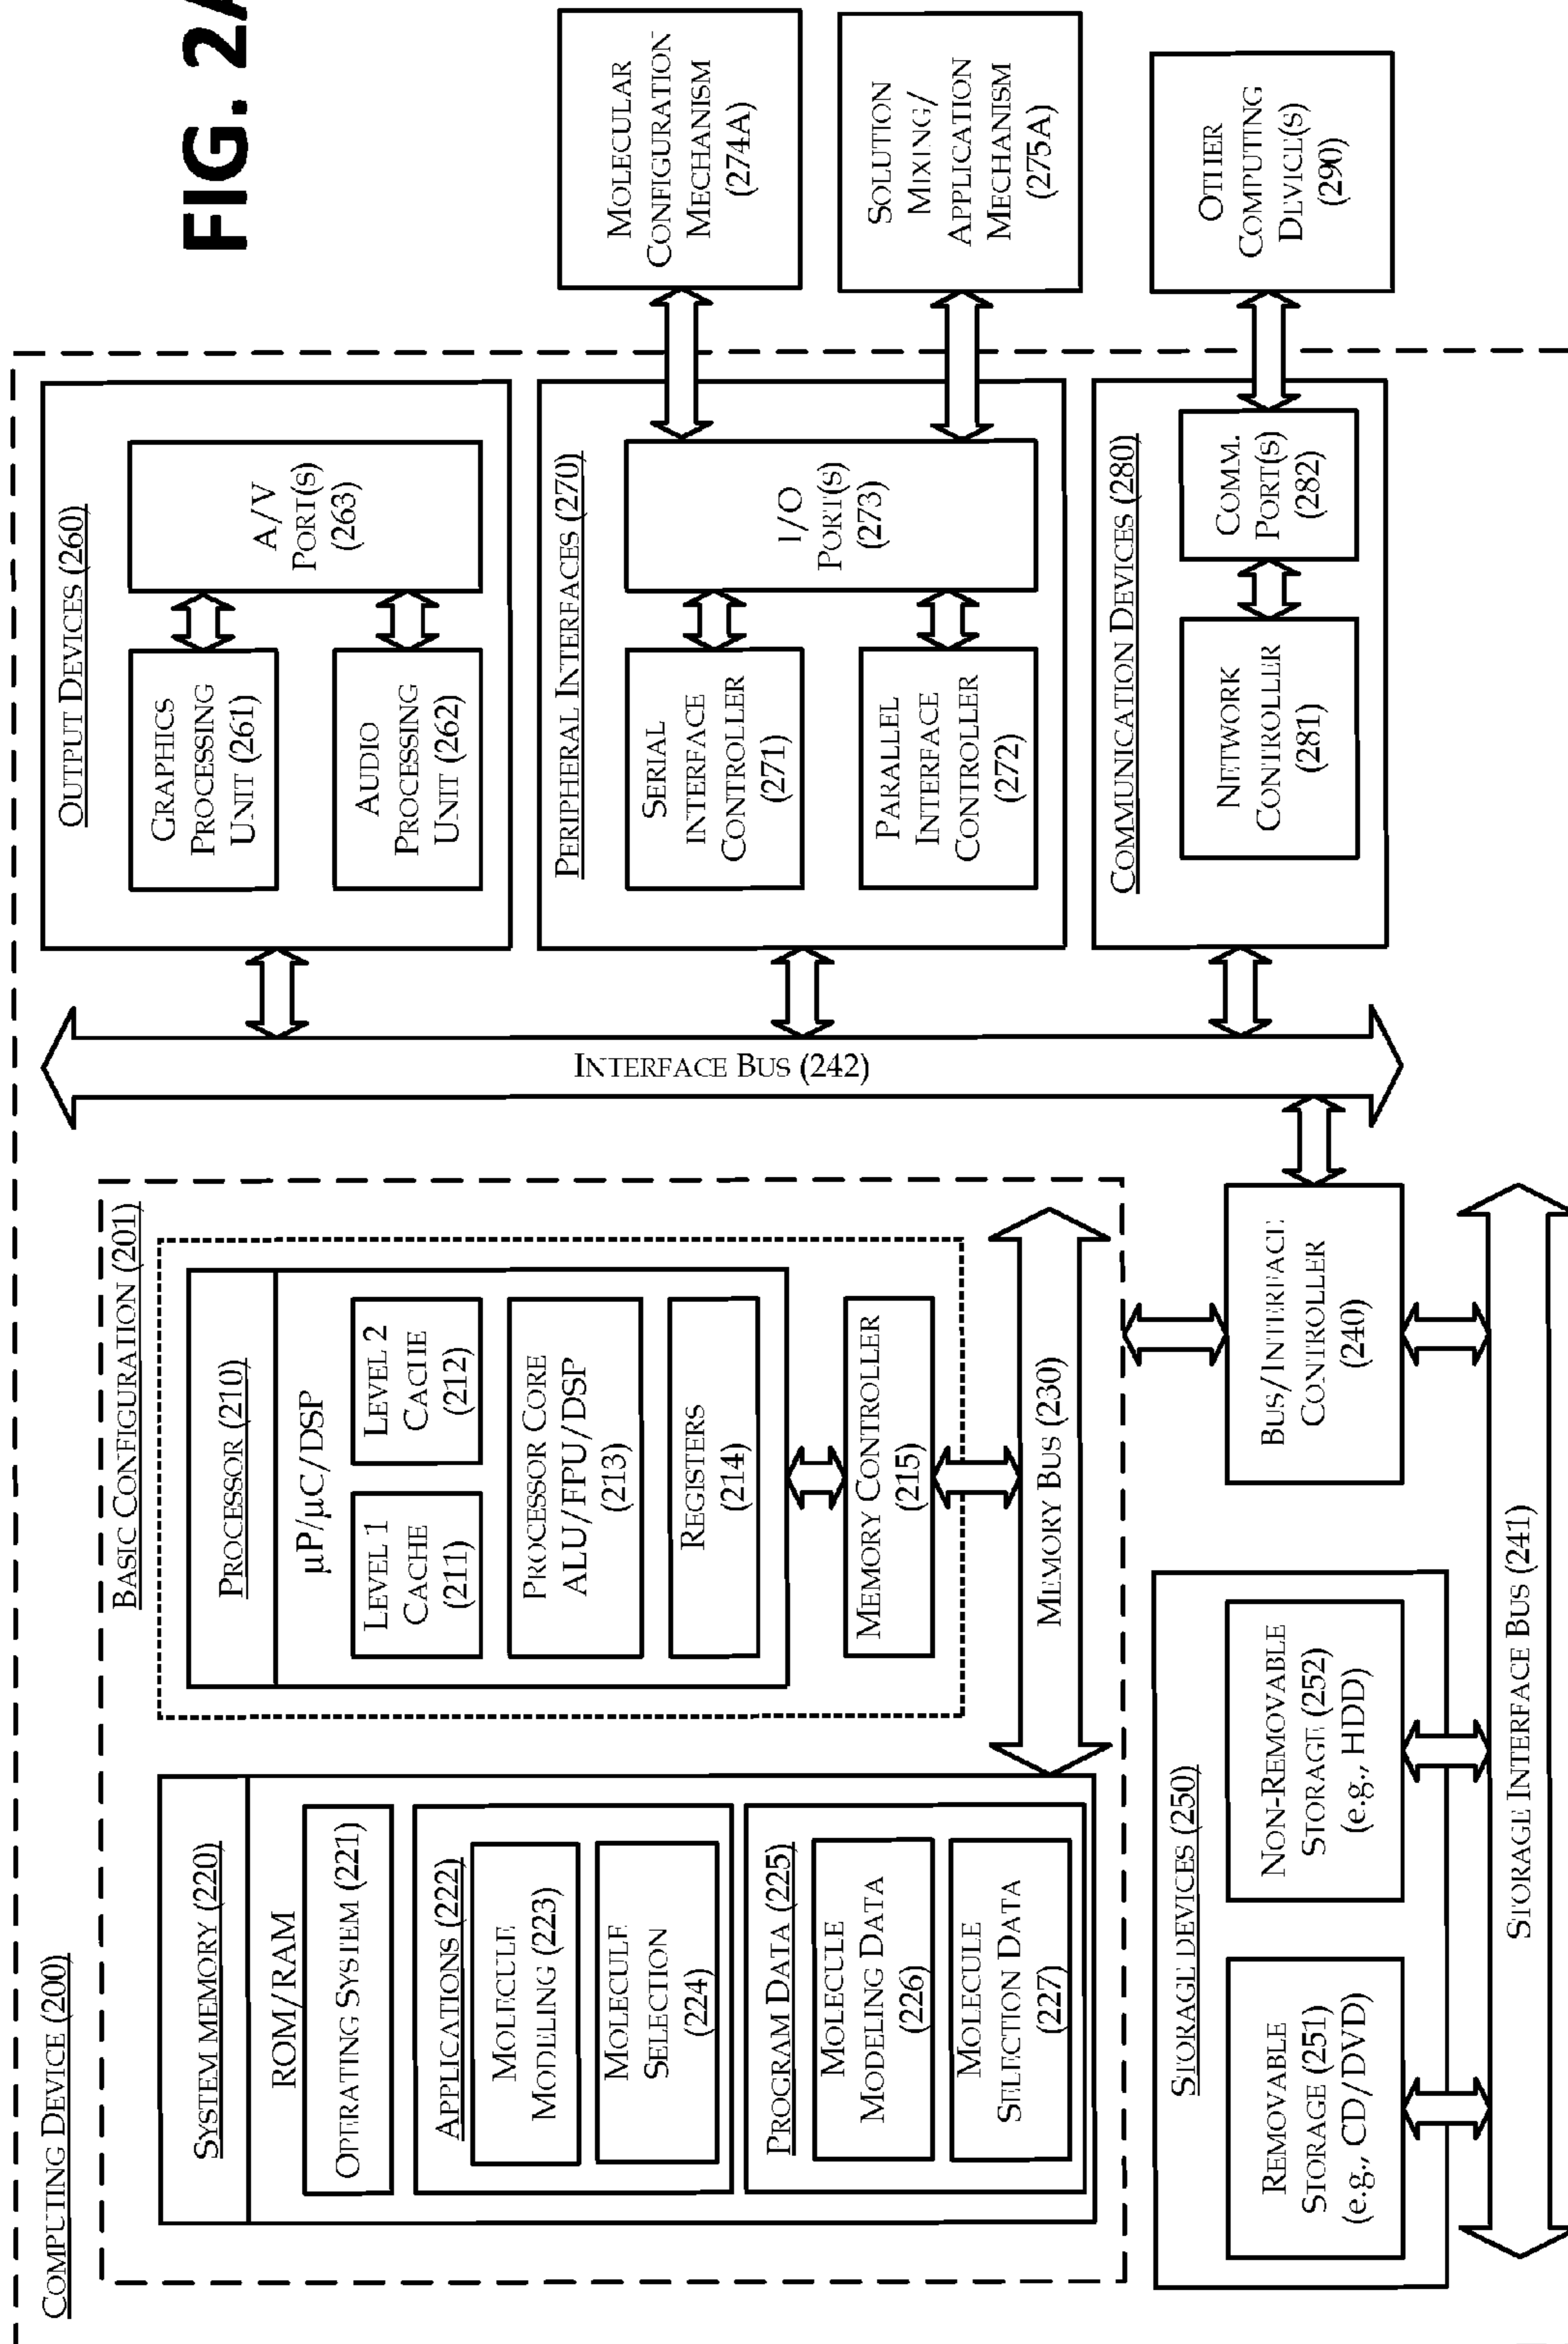 FIG. 2A
COMPUTING DEVICE (200)
BASIC CONFIGURATION (201)
SYSTEM MEMORY (220)
ROM/RAM
OPERATING SYSTEM (221)
APPLICATIONS (222)
MOLECULE
MODELING (223)
MOLECULE
SELECTION
(224)
PROGRAM DATA (225)
MOLECULE
MODELING DATA
(226)
MOLECULE
SELECTION DATA
(227)
PROCESSOR (210)
µP/µC/DSP
LEVEL 1
CACHE
(211)
LEVEL 2
CACHE
(212)
PROCESSOR CORE
ALU/FPU/DSP
(213)
REGISTERS
(214)
MEMORY CONTROLLER
(215)
MEMORY BUS (230)
BUS/INTERFACE
CONTROLLER
(240)
STORAGE DEVICES (250)
REMOVABLE
STORAGE (251)
(e.g., CD/DVD)
NON-REMOVABLE
STORAGE (252)
(e.g., HDD)
STORAGE INTERFACE BUS (241)
INTERFACE BUS (242)
OUTPUT DEVICES (260)
GRAPHICS
PROCESSING
UNIT (261)
AUDIO
PROCESSING
UNIT (262)
A/V
PORT(S)
(263)
PERIPHERAL INTERFACES (270)
SERIAL
INTERFACE
CONTROLLER
(271)
PARALLEL
INTERFACE
CONTROLLER
(272)
I/O
PORT(S)
(273)
COMMUNICATION DEVICES (280)
NETWORK
CONTROLLER
(281)
COMM.
PORT(S)
(282)
MOLECULAR
CONFIGURATION
MECHANISM
(274A)
SOLUTION
MIXING/
APPLICATION
MECHANISM
(275A)
OTHER
COMPUTING
DEVICE(S)
(290)